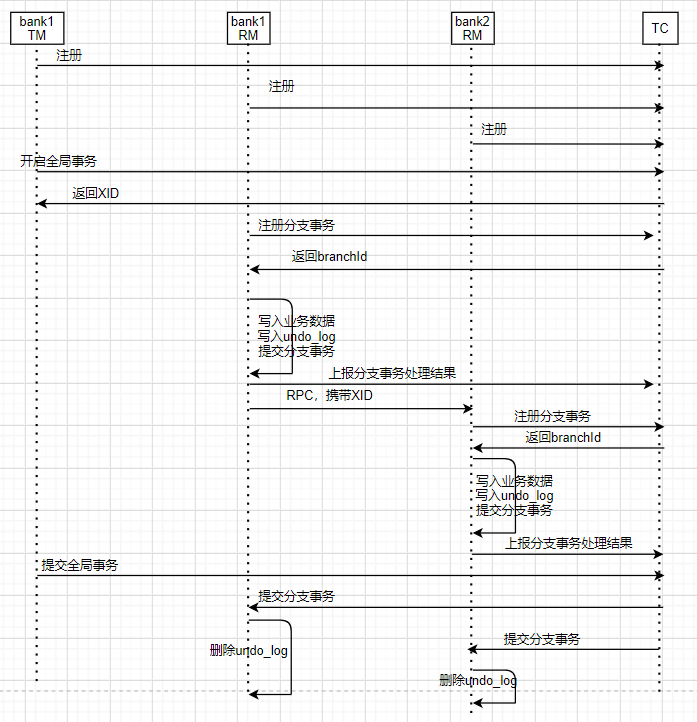 bank1
TM
bank1
RM
bank2
RM
TC
注册
注册
注册
开启全局事务
返回XID
注册分支事务
返回branchId
写入业务数据
写入undo_log
提交分支事务
上报分支事务处理结果
RPC，携带XID
注册分支事务
返回branchId
写入业务数据
写入undo_log
提交分支事务
上报分支事务处理结果
提交全局事务
提交分支事务
提交分支事务
删除undo_log
删除undo_log